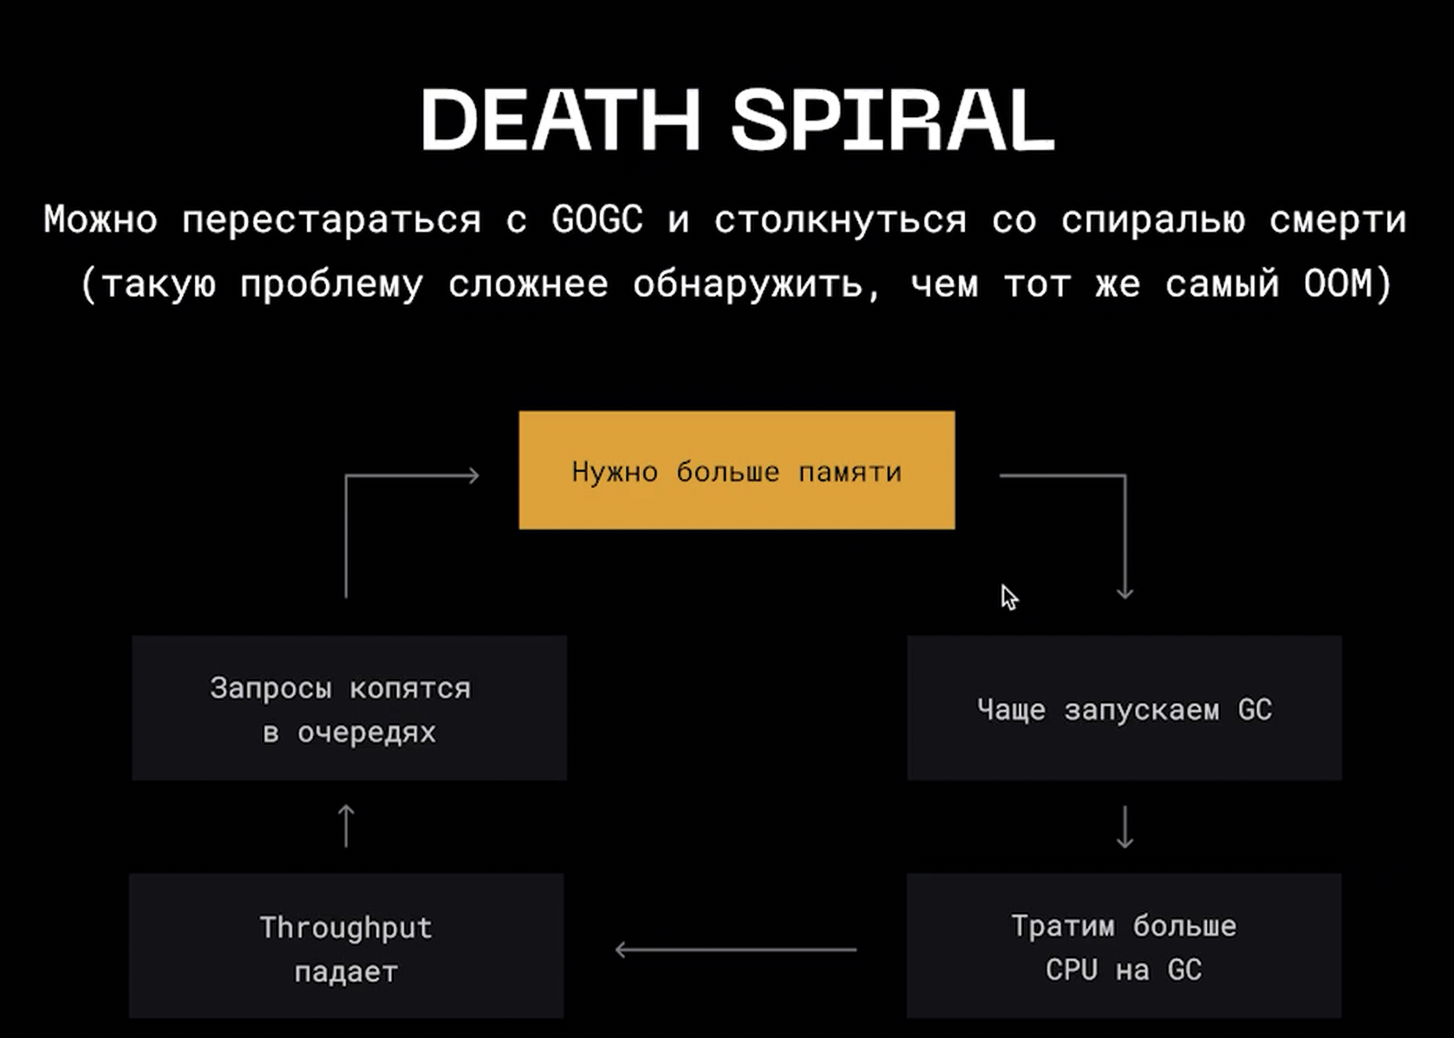 DEATH SPIRAL
Можно перестараться с GOGC и столкнуться со спиралью смерти
(такую проблему сложнее обнаружить, чем тот же самый OOM)
Нужно больше памяти
Запросы копятся
в очередях
Чаще запускаем GC
Throughput
падает
Тратим больше
CPU на GC